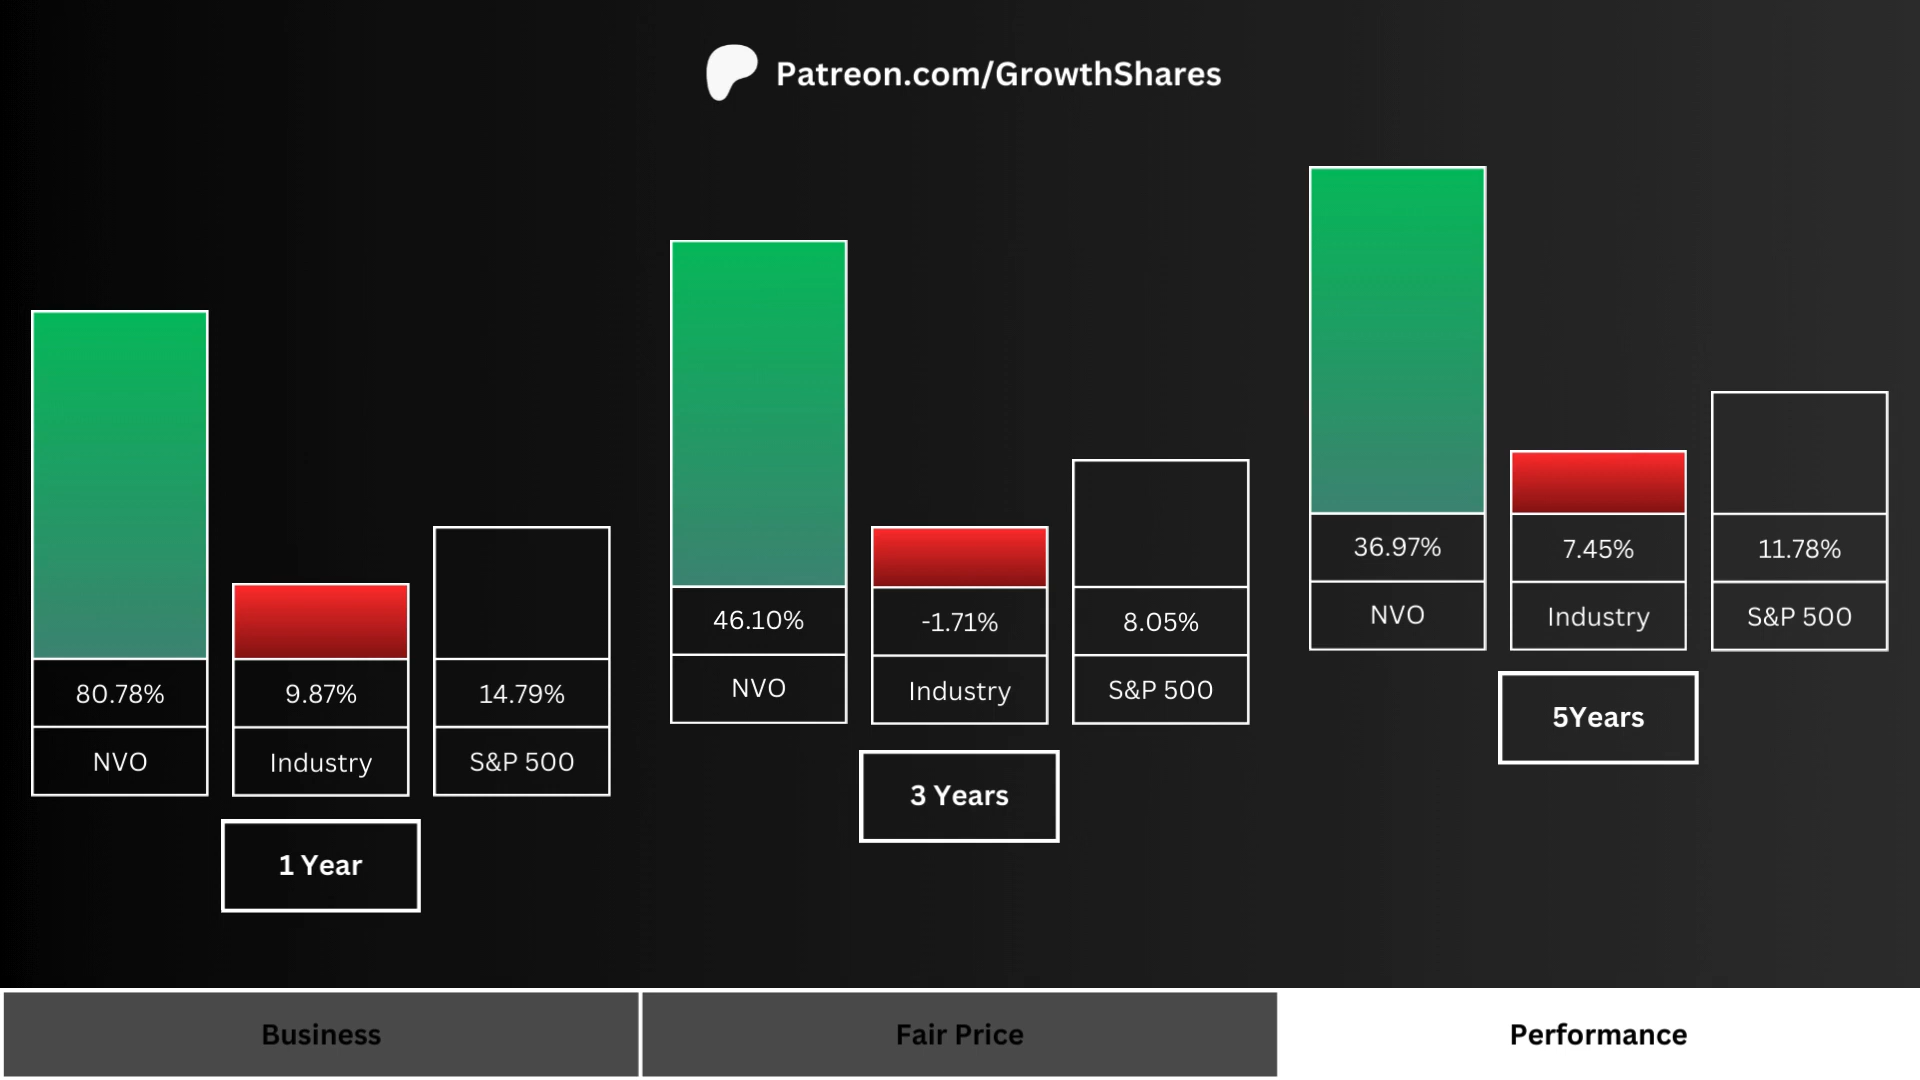 Patreon.com/GrowthShares
80.78%
NVO
9.87%
Industry
14.79%
S&P 500
1 Year
46.10%
NVO
-1.71%
Industry
8.05%
S&P 500
3 Years
36.97%
NVO
7.45%
Industry
11.78%
S&P 500
5Years
Business
Fair Price
Performance